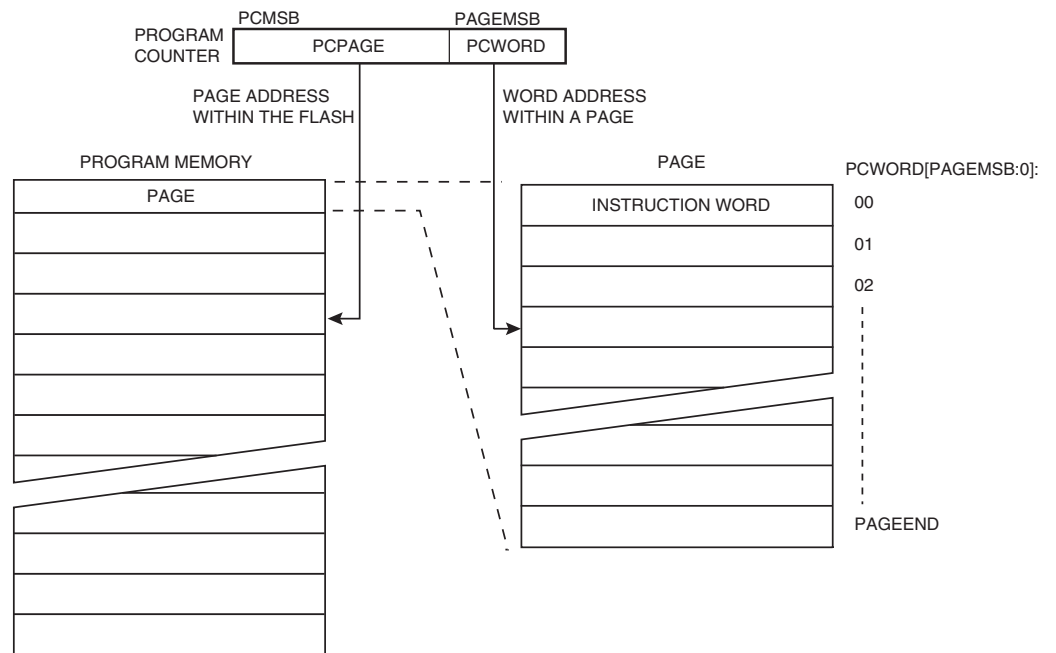 PCMSB
PAGEMSB
PROGRAM
COUNTER
PCPAGE
PCWORD
PAGE ADDRESS
WITHIN THE FLASH
WORD ADDRESS
WITHIN A PAGE
PROGRAM MEMORY
PAGE
PAGE
PCWORD[PAGEMSB:0]:
INSTRUCTION WORD
00
01
02
PAGEEND